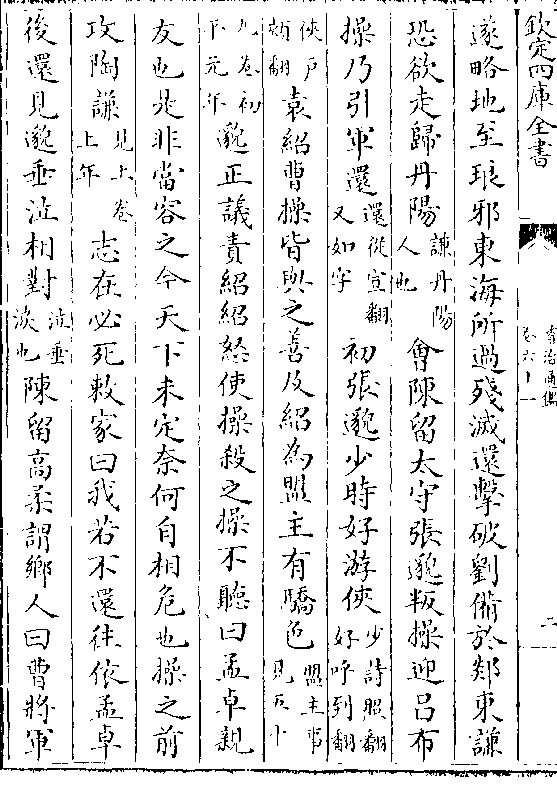 欽定四庫全書
資治通鑑
卷六十一
二
遂略地至琅邪東海所過殘滅還擊破劉備於郯東謙
恐欲走歸丹陽謙丹陽人也會陳留太守張邈叛操迎呂布
操乃引軍還還從宣翻又如字初張邈少時好游俠少詩照翻好呼到翻
俠戶頰翻袁紹曹操皆與之善及紹為盟主有驕色盟主事見五十
九卷初平元年邈正議責紹紹怒使操殺之操不聽曰孟卓親
友也是非當容之今天下未定奈何自相危也操之前
攻陶謙見上卷上年志在必死敕家曰我若不還往依孟卓
後還見邈垂泣相對泣垂淚也陳留高柔謂鄉人曰曹將軍